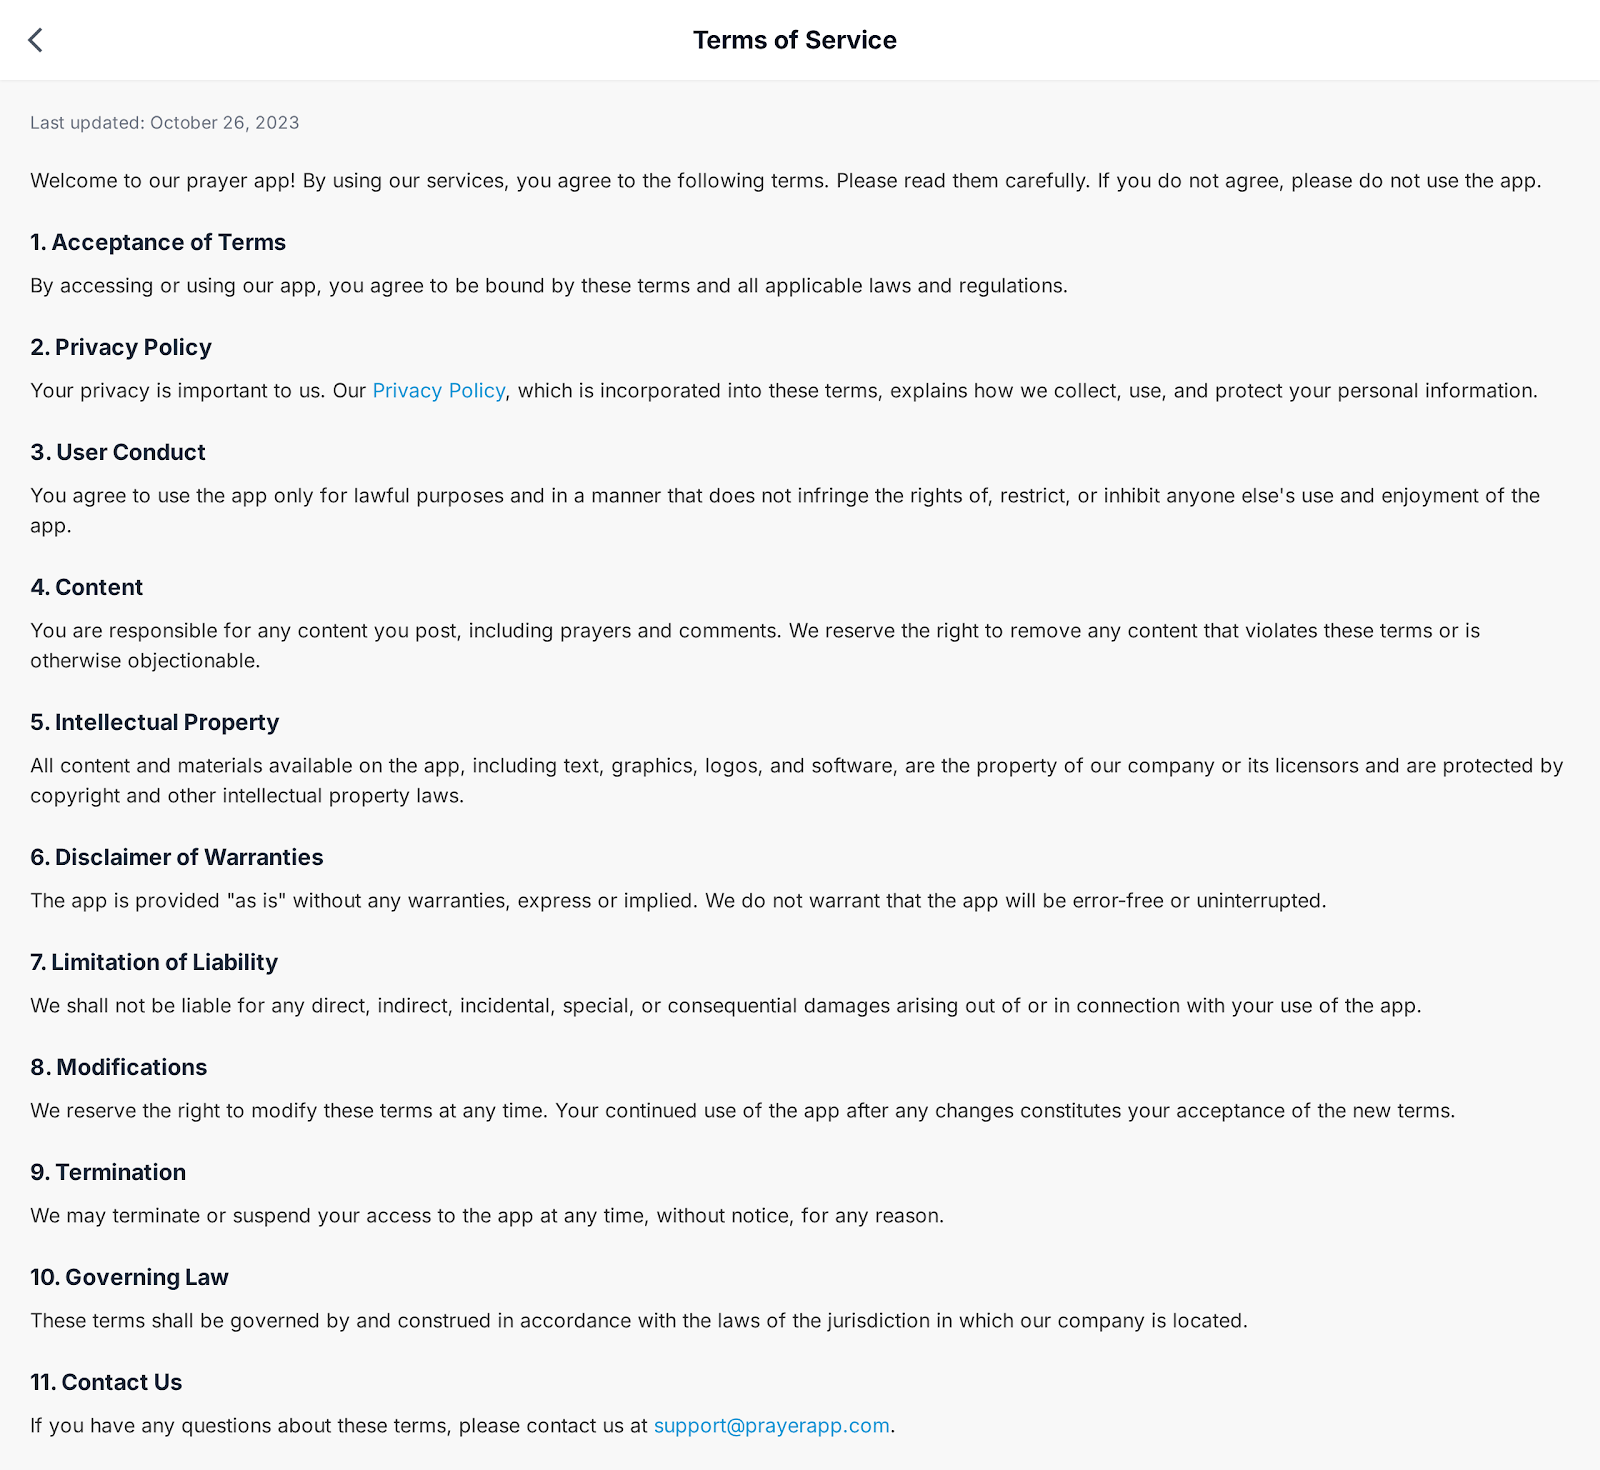 Terms of Service
Last updated: October 26, 2023
Welcome to our prayer app! By using our services, you agree to the following terms. Please read them carefully. If you do not agree, please do not use the app.
1. Acceptance of Terms
By accessing or using our app, you agree to be bound by these terms and all applicable laws and regulations.
2. Privacy Policy
Your privacy is important to us. Our Privacy Policy, which is incorporated into these terms, explains how we collect, use, and protect your personal information.
3. User Conduct
You agree to use the app only for lawful purposes and in a manner that does not infringe the rights of, restrict, or inhibit anyone else's use and enjoyment of the
app.
4. Content
You are responsible for any content you post, including prayers and comments. We reserve the right to remove any content that violates these terms or is
otherwise objectionable.
5. Intellectual Property
All content and materials available on the app, including text, graphics, logos, and software, are the property of our company or its licensors and are protected by
copyright and other intellectual property laws.
6. Disclaimer of Warranties
The app is provided "as is" without any warranties, express or implied. We do not warrant that the app will be error-free or uninterrupted.
7. Limitation of Liability
We shall not be liable for any direct, indirect, incidental, special, or consequential damages arising out of or in connection with your use of the app.
8. Modifications
We reserve the right to modify these terms at any time. Your continued use of the app after any changes constitutes your acceptance of the new terms.
9. Termination
We may terminate or suspend your access to the app at any time, without notice, for any reason.
10. Governing Law
These terms shall be governed by and construed in accordance with the laws of the jurisdiction in which our company is located.
11. Contact Us
If you have any questions about these terms, please contact us at support@prayerapp.com.